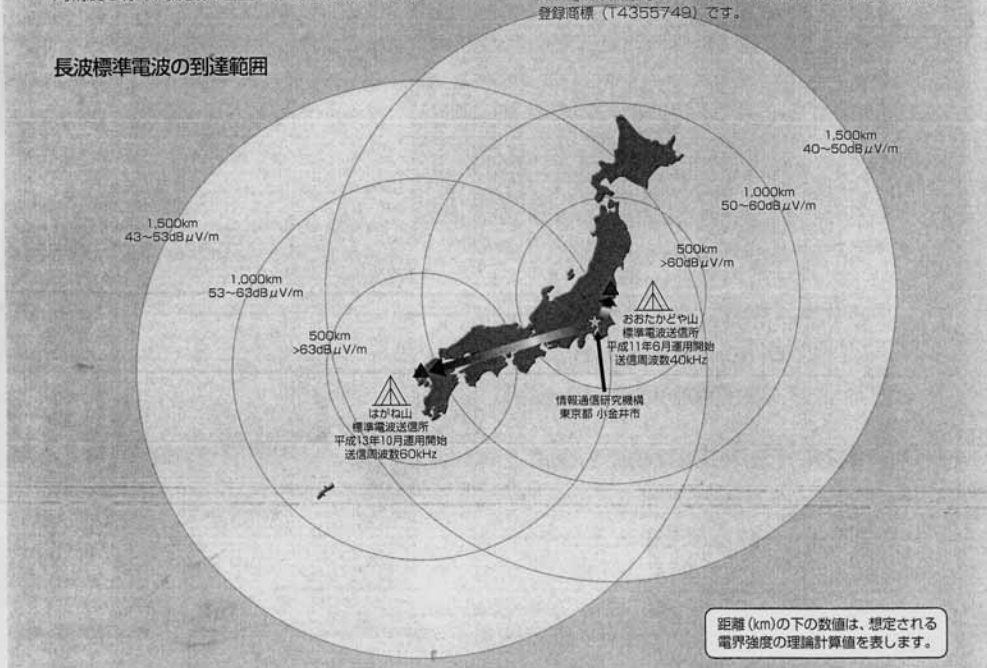 登録商標（T4355749）です。
長波標準電波の到達範囲
1,500km
40～50dBμV/m
1,000km
50～60dBμV/m
500km
>60dBμV/m
1,500km
43～53dBμV/m
1,000km
53～63dBμV/m
500km
>63dBμV/m
おおたかどや山
標準電波送信所
平成11年6月運用開始
送信周波数40kHz
情報通信研究機構
東京都 小金井市
はがね山
標準電波送信所
平成13年10月運用開始
送信周波数60kHz
距離(km)の下の数値は、想定される
電界強度の理論計算値を表します。